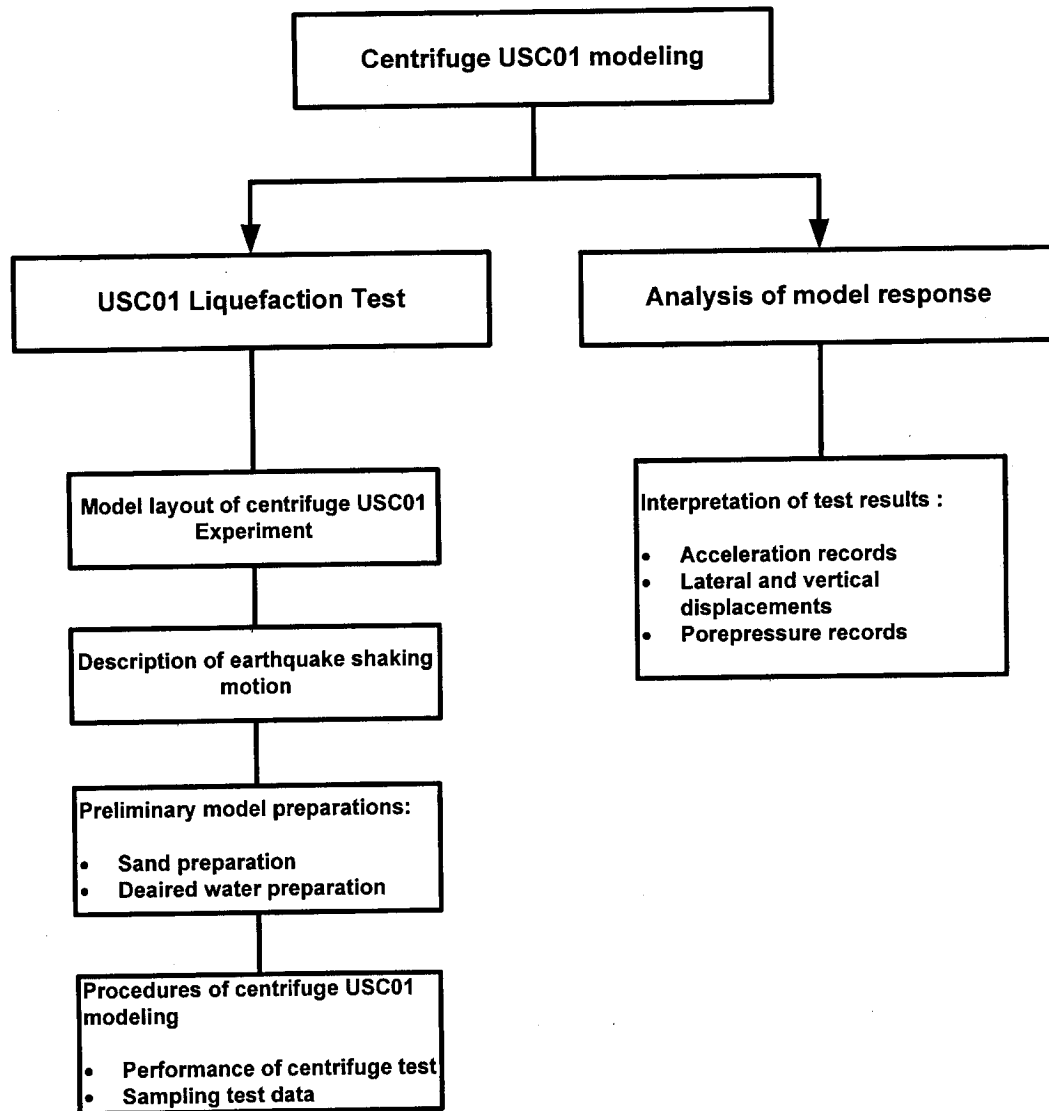 Centrifuge USC01 modeling
USC01 Liquefaction Test
Analysis of model response
Model layout of centrifuge USC01
Experiment
Description of earthquake shaking
motion
Preliminary model preparations:
• Sand preparation
• Deaired water preparation
Procedures of centrifuge USC01
modeling
• Performance of centrifuge test
• Sampling test data
Interpretation of test results :
• Acceleration records
• Lateral and vertical
displacements
• Porepressure records